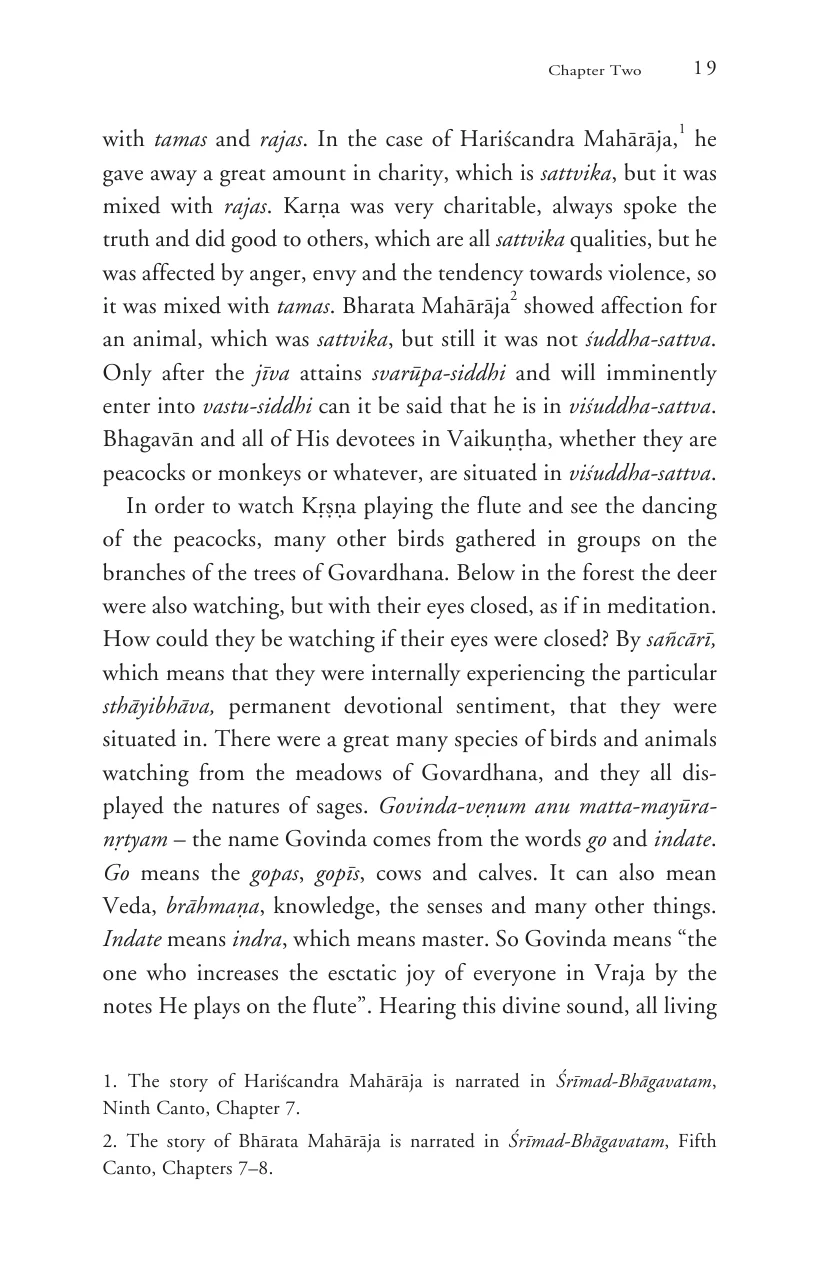 Chapter Two 19
with tamas and rajas. In the case of Hariścandra Mahārāja,1 he
gave away a great amount in charity, which is sattvika, but it was
mixed with rajas. Karṇa was very charitable, always spoke the
truth and did good to others, which are all sattvika qualities, but he
was affected by anger, envy and the tendency towards violence, so
it was mixed with tamas. Bharata Mahārāja2 showed affection for
an animal, which was sattvika, but still it was not śuddha-sattva.
Only after the jīva attains svarūpa-siddhi and will imminently
enter into vastu-siddhi can it be said that he is in viśuddha-sattva.
Bhagavān and all of His devotees in Vaikuṇṭha, whether they are
peacocks or monkeys or whatever, are situated in viśuddha-sattva.
In order to watch Kṛṣṇa playing the flute and see the dancing
of the peacocks, many other birds gathered in groups on the
branches of the trees of Govardhana. Below in the forest the deer
were also watching, but with their eyes closed, as if in meditation.
How could they be watching if their eyes were closed? By sañcārī,
which means that they were internally experiencing the particular
sthāyibhāva, permanent devotional sentiment, that they were
situated in. There were a great many species of birds and animals
watching from the meadows of Govardhana, and they all dis-
played the natures of sages. Govinda-veṇum anu matta-mayūra-
nṛtyam – the name Govinda comes from the words go and indate.
Go means the gopas, gopīs, cows and calves. It can also mean
Veda, brāhmaṇa, knowledge, the senses and many other things.
Indate means indra, which means master. So Govinda means “the
one who increases the esctatic joy of everyone in Vraja by the
notes He plays on the flute”. Hearing this divine sound, all living
1. The story of Hariścandra Mahārāja is narrated in Śrīmad-Bhāgavatam,
Ninth Canto, Chapter 7.
2. The story of Bhārata Mahārāja is narrated in Śrīmad-Bhāgavatam, Fifth
Canto, Chapters 7–8.